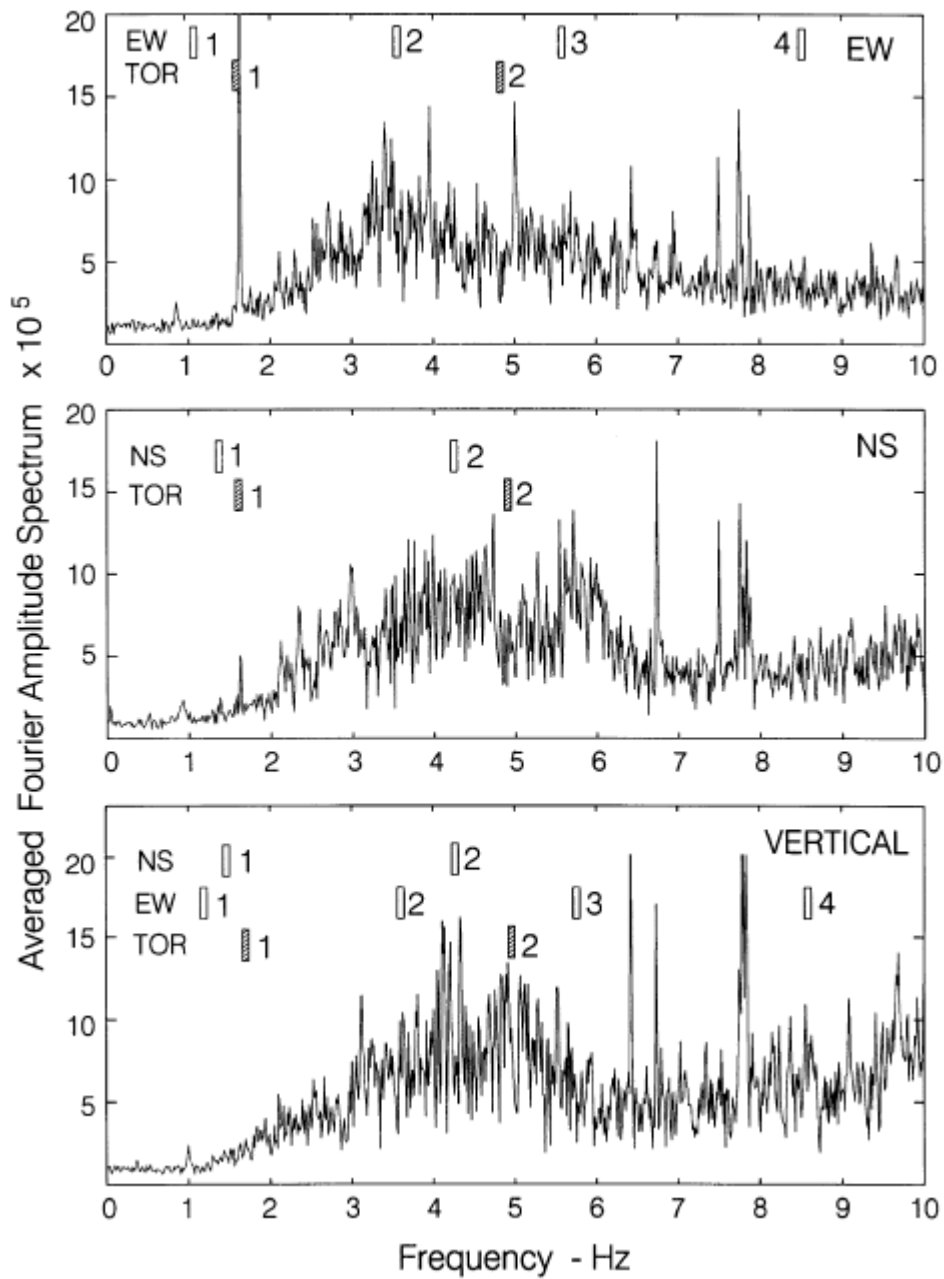 Averaged Fourier Amplitude Spectrum x 10 5
20
15
10
5
EW 1 2 3 4 EW
TOR 1 2
0 1 2 3 4 5 6 7 8 9 10
20
15
10
5
NS 1 2 NS
TOR 1 2
0 1 2 3 4 5 6 7 8 9 10
20
15
10
5
VERTICAL
NS 1 2
EW 1 2 3 4
TOR 1 2
0 1 2 3 4 5 6 7 8 9 10
Frequency - Hz